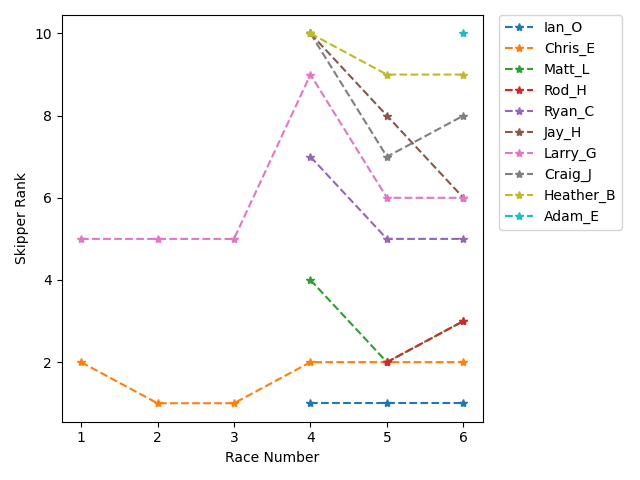 10
8
6
4
2
Skipper Rank
1 2 3 4 5 6
Race Number
Ian_O
Chris_E
Matt_L
Rod_H
Ryan_C
Jay_H
Larry_G
Craig_J
Heather_B
Adam_E